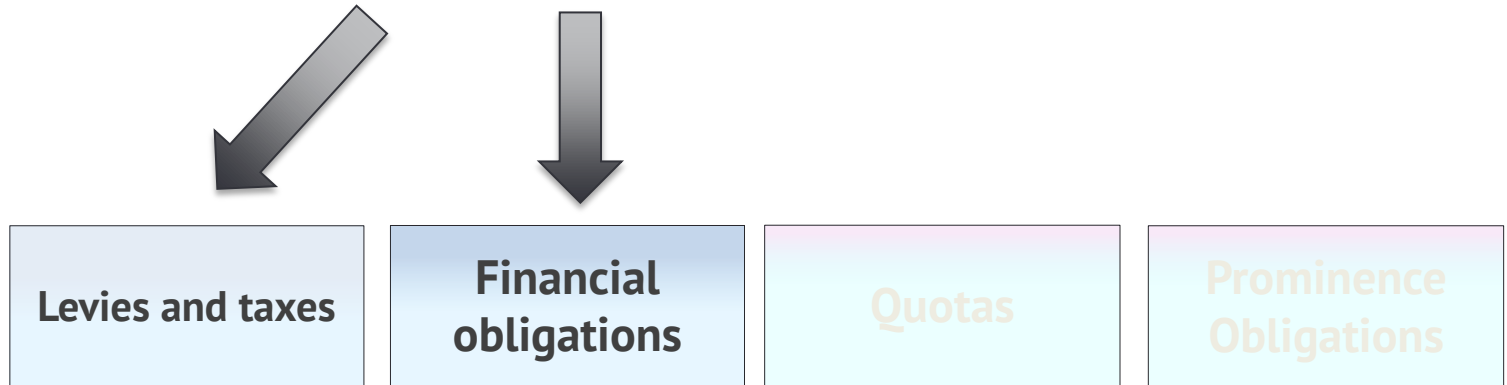 Levies and taxes
Financial
obligations
Quotas
Prominence
Obligations